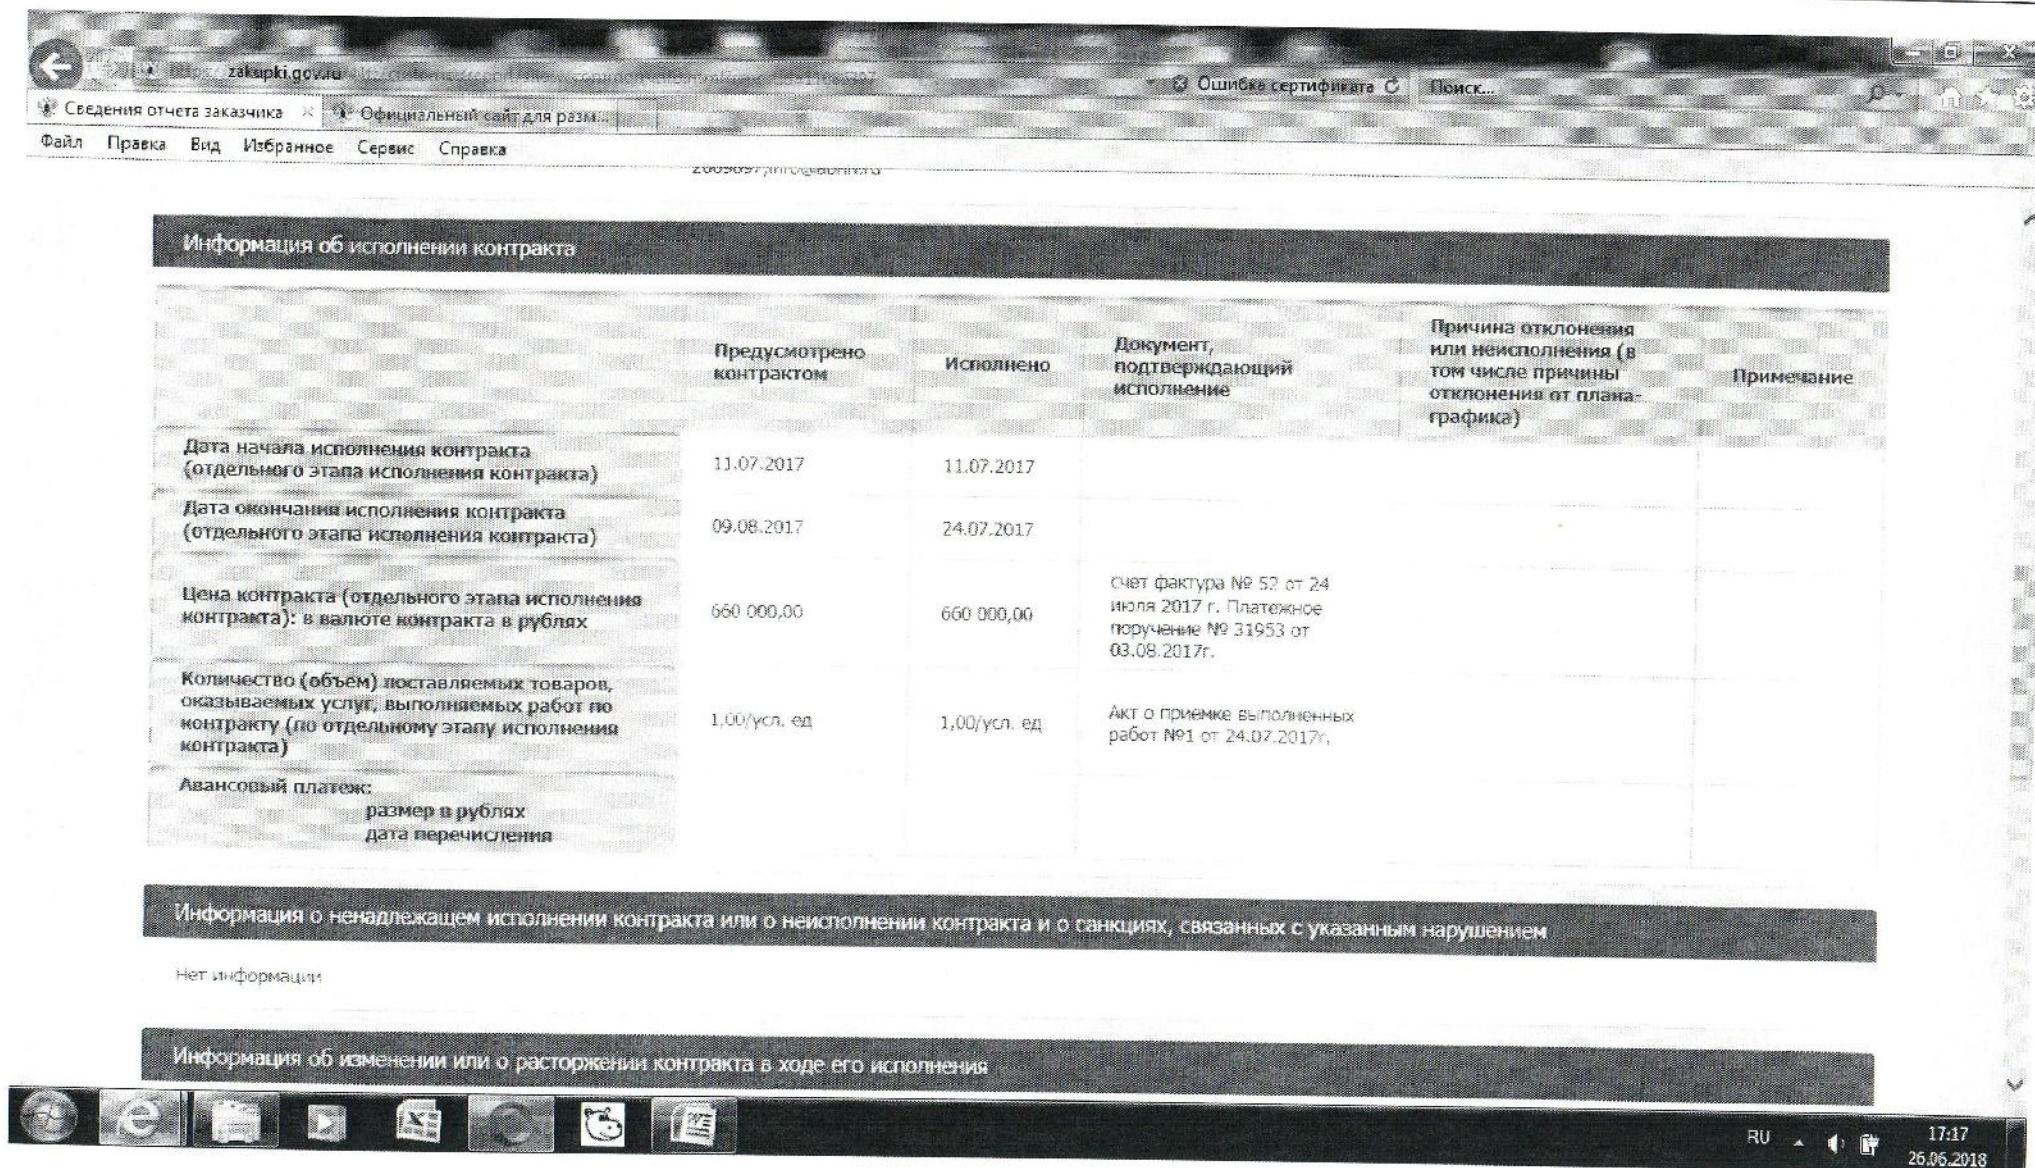 zakupki.gov.ru
Ошибка сертификата
Поиск...
Сведения отчета заказчика
Официальный сайт для разм...
Файл Правка Вид Избранное Сервис Справка
Информация об исполнении контракта
Предусмотрено
контрактом
Исполнено
Документ,
подтверждающий
исполнение
Причина отклонения
или неисполнения (в
том числе причины
отклонения от плана-
графика)
Примечание
Дата начала исполнения контракта
(отдельного этапа исполнения контракта)
11.07.2017
11.07.2017
Дата окончания исполнения контракта
(отдельного этапа исполнения контракта)
09.08.2017
24.07.2017
Цена контракта (отдельного этапа исполнения
контракта): в валюте контракта в рублях
660 000,00
660 000,00
счет фактура № 52 от 24
июля 2017 г. Платежное
поручение № 31953 от
03.08.2017г.
Количество (объем) поставляемых товаров,
оказываемых услуг, выполняемых работ по
контракту (по отдельному этапу исполнения
контракта)
1,00/усл. ед
1,00/усл. ед
Акт о приемке выполненных
работ №1 от 24.07.2017г.
Авансовый платеж:
размер в рублях
дата перечисления
Информация о ненадлежащем исполнении контракта или о неисполнении контракта и о санкциях, связанных с указанным нарушением
Нет информации
Информация об изменении или о расторжении контракта в ходе его исполнения
RU
17:17
26.06.2018